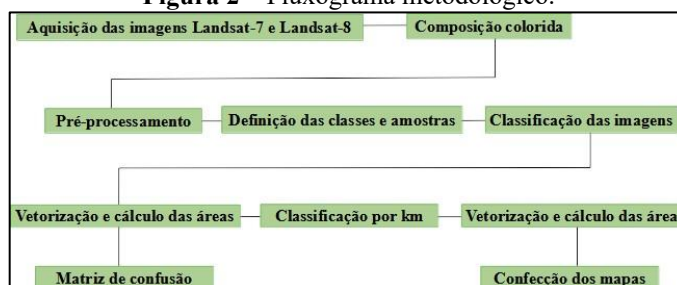 Figura 2 – Fluxograma metodológico.
Aquisição das imagens Landsat-7 e Landsat-8
Composição colorida
Pré-processamento
Definição das classes e amostras
Classificação das imagens
Vetorização e cálculo das áreas
Classificação por km
Vetorização e cálculo das área
Matriz de confusão
Confecção dos mapas